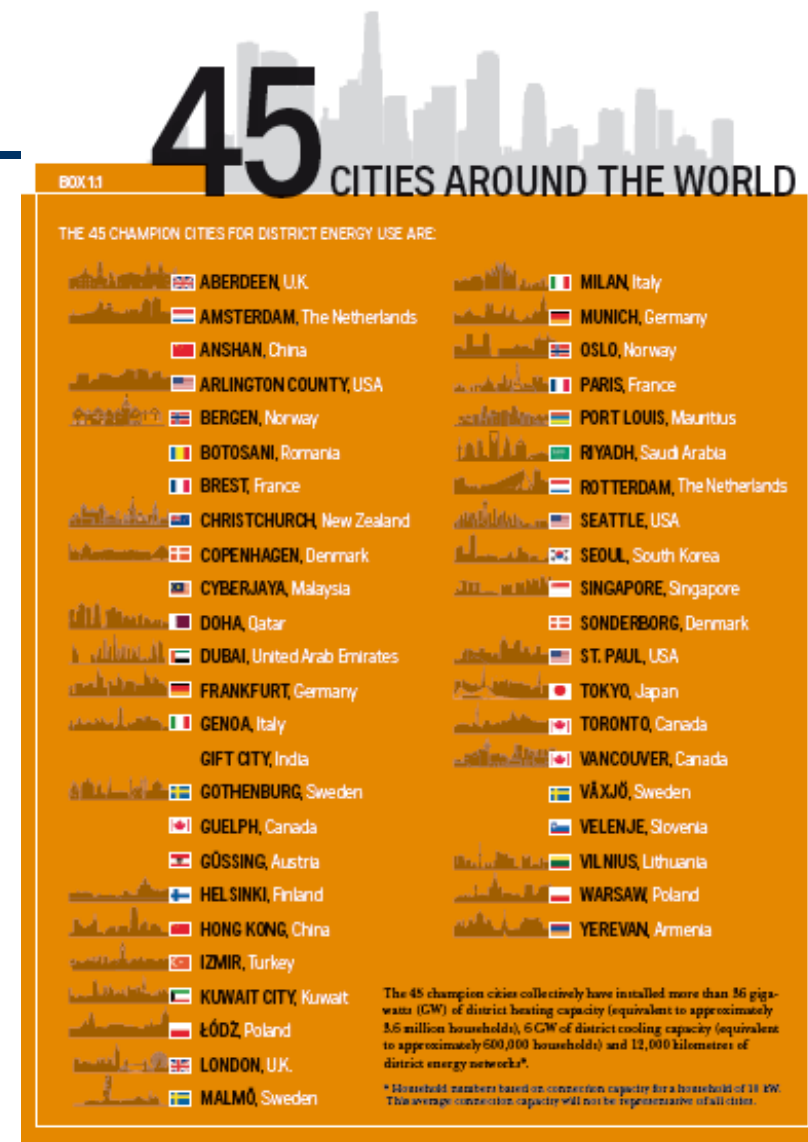 45
CITIES AROUND THE WORLD
BOX 1.1
THE 45 CHAMPION CITIES FOR DISTRICT ENERGY USE ARE:
ABERDEEN, U.K.
AMSTERDAM, The Netherlands
ANSHAN, China
ARLINGTON COUNTY, USA
BERGEN, Norway
BOTOSANI, Romania
BREST, France
CHRISTCHURCH, New Zealand
COPENHAGEN, Denmark
CYBERJAYA, Malaysia
DOHA, Qatar
DUBAI, United Arab Emirates
FRANKFURT, Germany
GENOA, Italy
GIFT CITY, India
GOTHENBURG, Sweden
GUELPH, Canada
GÜSSING, Austria
HELSINKI, Finland
HONG KONG, China
IZMIR, Turkey
KUWAIT CITY, Kuwait
ŁÓDŹ, Poland
LONDON, U.K.
MALMÖ, Sweden
MILAN, Italy
MUNICH, Germany
OSLO, Norway
PARIS, France
PORT LOUIS, Mauritius
RIYADH, Saudi Arabia
ROTTERDAM, The Netherlands
SEATTLE, USA
SEOUL, South Korea
SINGAPORE, Singapore
SONDERBORG, Denmark
ST. PAUL, USA
TOKYO, Japan
TORONTO, Canada
VANCOUVER, Canada
VÄXJÖ, Sweden
VELENJE, Slovenia
VILNIUS, Lithuania
WARSAW, Poland
YEREVAN, Armenia
The 45 champion cities collectively have installed more than 36 giga-
watts (GW) of district heating capacity (equivalent to approximately
3.6 million households), 6 GW of district cooling capacity (equivalent
to approximately 600,000 households) and 12,000 kilometres of
district energy networks*.
* Household numbers based on connection capacity for a household of 10 kW.
This average connection capacity will not be representative of all cities.